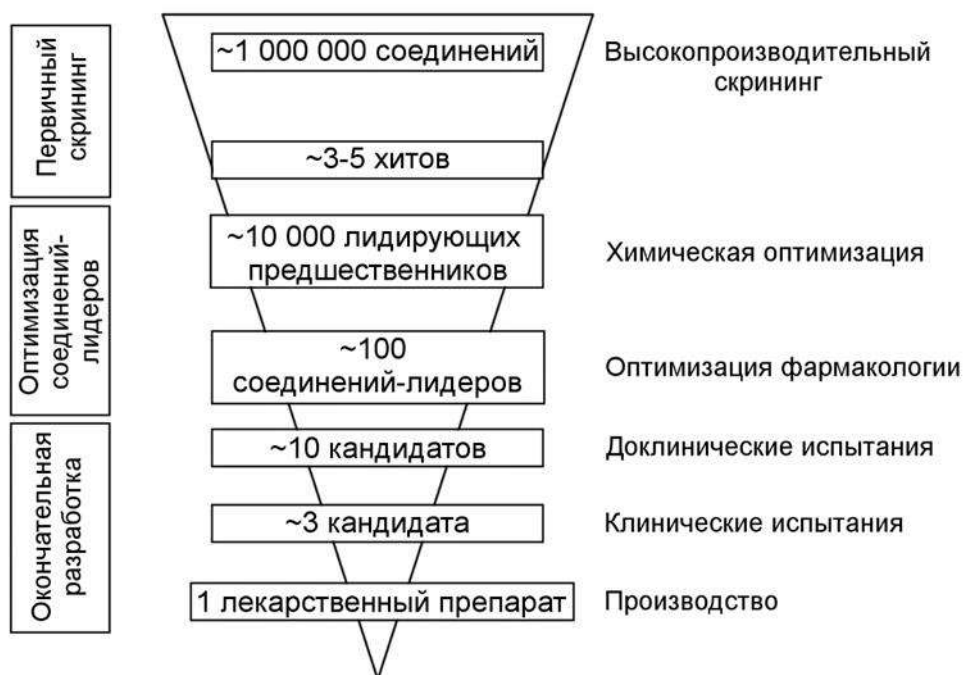 Первичный
скрининг
~1 000 000 соединений
Высокопроизводительный
скрининг
~3-5 хитов
Оптимизация
соединений-
лидеров
~10 000 лидирующих
предшественников
Химическая оптимизация
~100
соединений-лидеров
Оптимизация фармакологии
Окончательная
разработка
~10 кандидатов
Доклинические испытания
~3 кандидата
Клинические испытания
1 лекарственный препарат
Производство